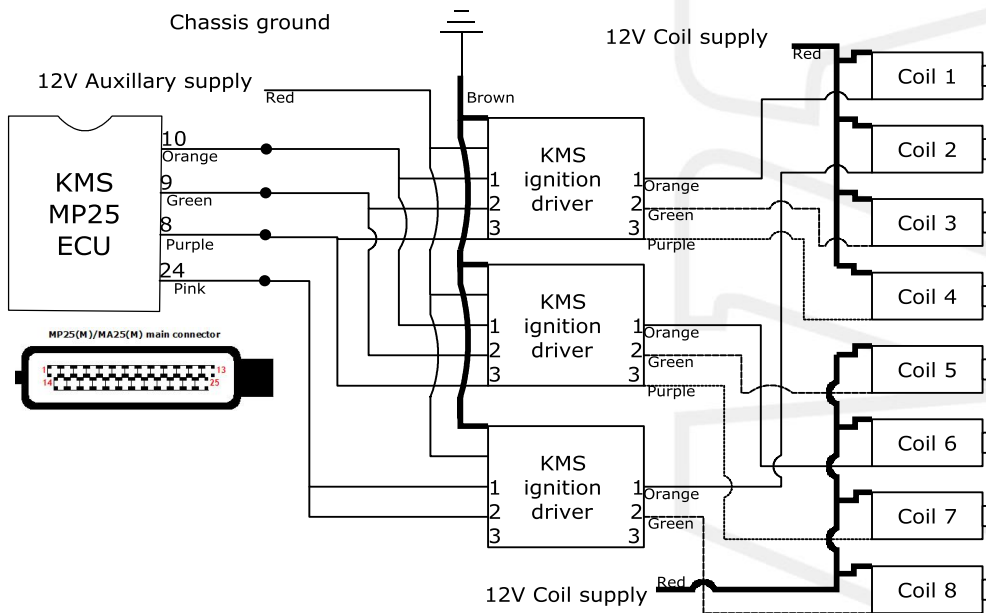 Chassis ground
12V Coil supply
Red
Coil 1
12V Auxillary supply
Red
Brown
KMS
MP25
ECU
10
Orange
9
Green
8
Purple
24
Pink
KMS
ignition
driver
1
2
3
1
Orange
2
Green
3
Purple
Coil 2
Coil 3
Coil 4
KMS
ignition
driver
1
2
3
1
Orange
2
Green
3
Purple
MP25(M)/MA25(M) main connector
1
13
14
25
Coil 5
Coil 6
KMS
ignition
driver
1
2
3
1
Orange
2
Green
3
Coil 7
12V Coil supply
Red
Coil 8